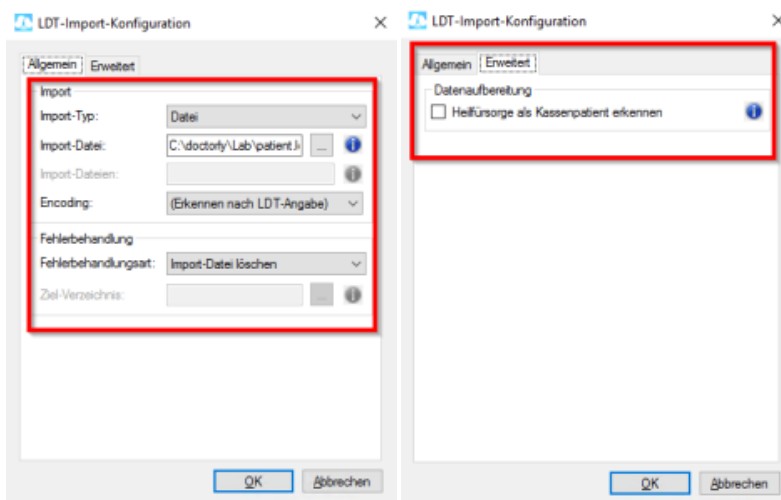 LDT-Import-Konfiguration
Allgemein Erweitert
Import
Import-Typ: Datei
Import-Datei: C:\doctorly\Lab\patient.l ...
Import-Dateien:
Encoding: (Erkennen nach LDT-Angabe)
Fehlerbehandlung
Fehlerbehandlungsart: Import-Datei löschen
Ziel-Verzeichnis: ...
OK Abbrechen
LDT-Import-Konfiguration
Allgemein Erweitert
Datenaufbereitung
Heilfürsorge als Kassenpatient erkennen
OK Abbrechen